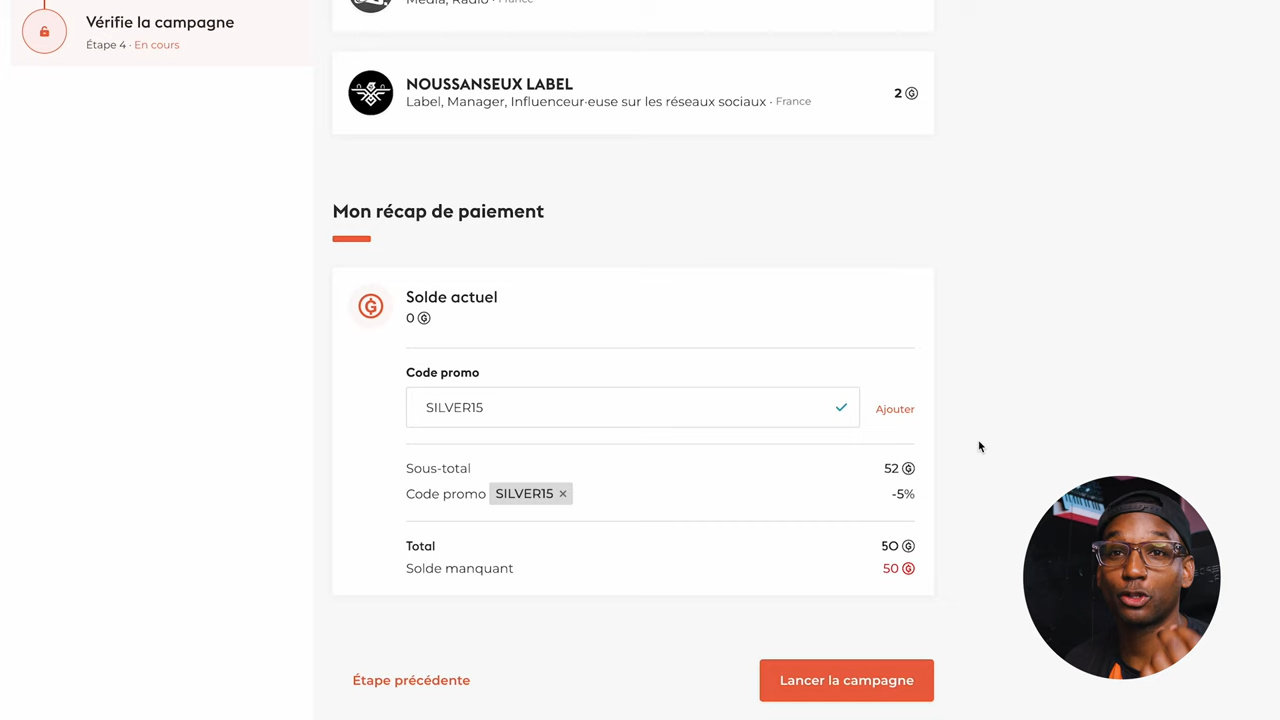 Vérifie la campagne
Étape 4 · En cours
Média, Radio · France
NOUSSANSEUX LABEL
Label, Manager, Influenceur·euse sur les réseaux sociaux · France
2
Mon récap de paiement
Solde actuel
0
Code promo
SILVER15
Ajouter
Sous-total 52
Code promo SILVER15 × -5%
Total 50
Solde manquant 50
Étape précédente
Lancer la campagne